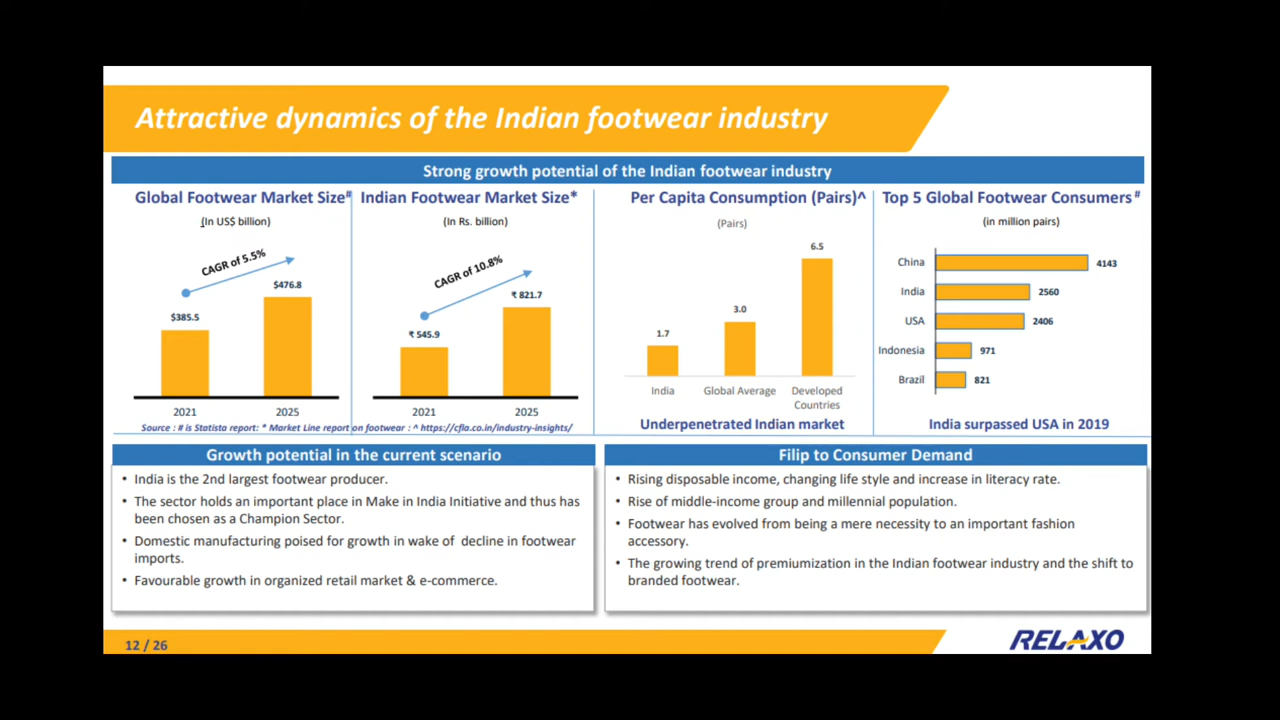 Attractive dynamics of the Indian footwear industry
Strong growth potential of the Indian footwear industry
Global Footwear Market Size#
(In US$ billion)
CAGR of 5.5%
$385.5
$476.8
2021
2025
Indian Footwear Market Size*
(In Rs. billion)
CAGR of 10.8%
₹ 545.9
₹ 821.7
2021
2025
Source : # is Statista report: * Market Line report on footwear : ^ https://cfla.co.in/industry-insights/
Per Capita Consumption (Pairs)^
(Pairs)
1.7
3.0
6.5
India
Global Average
Developed
Countries
Underpenetrated Indian market
Top 5 Global Footwear Consumers#
(in million pairs)
China 4143
India 2560
USA 2406
Indonesia 971
Brazil 821
India surpassed USA in 2019
Growth potential in the current scenario
• India is the 2nd largest footwear producer.
• The sector holds an important place in Make in India Initiative and thus has
been chosen as a Champion Sector.
• Domestic manufacturing poised for growth in wake of decline in footwear
imports.
• Favourable growth in organized retail market & e-commerce.
Filip to Consumer Demand
• Rising disposable income, changing life style and increase in literacy rate.
• Rise of middle-income group and millennial population.
• Footwear has evolved from being a mere necessity to an important fashion
accessory.
• The growing trend of premiumization in the Indian footwear industry and the shift to
branded footwear.
12 / 26
RELAXO